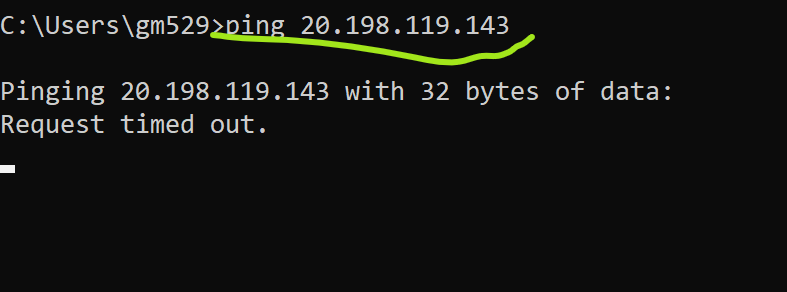 C:\Users\gm529>ping 20.198.119.143
Pinging 20.198.119.143 with 32 bytes of data:
Request timed out.